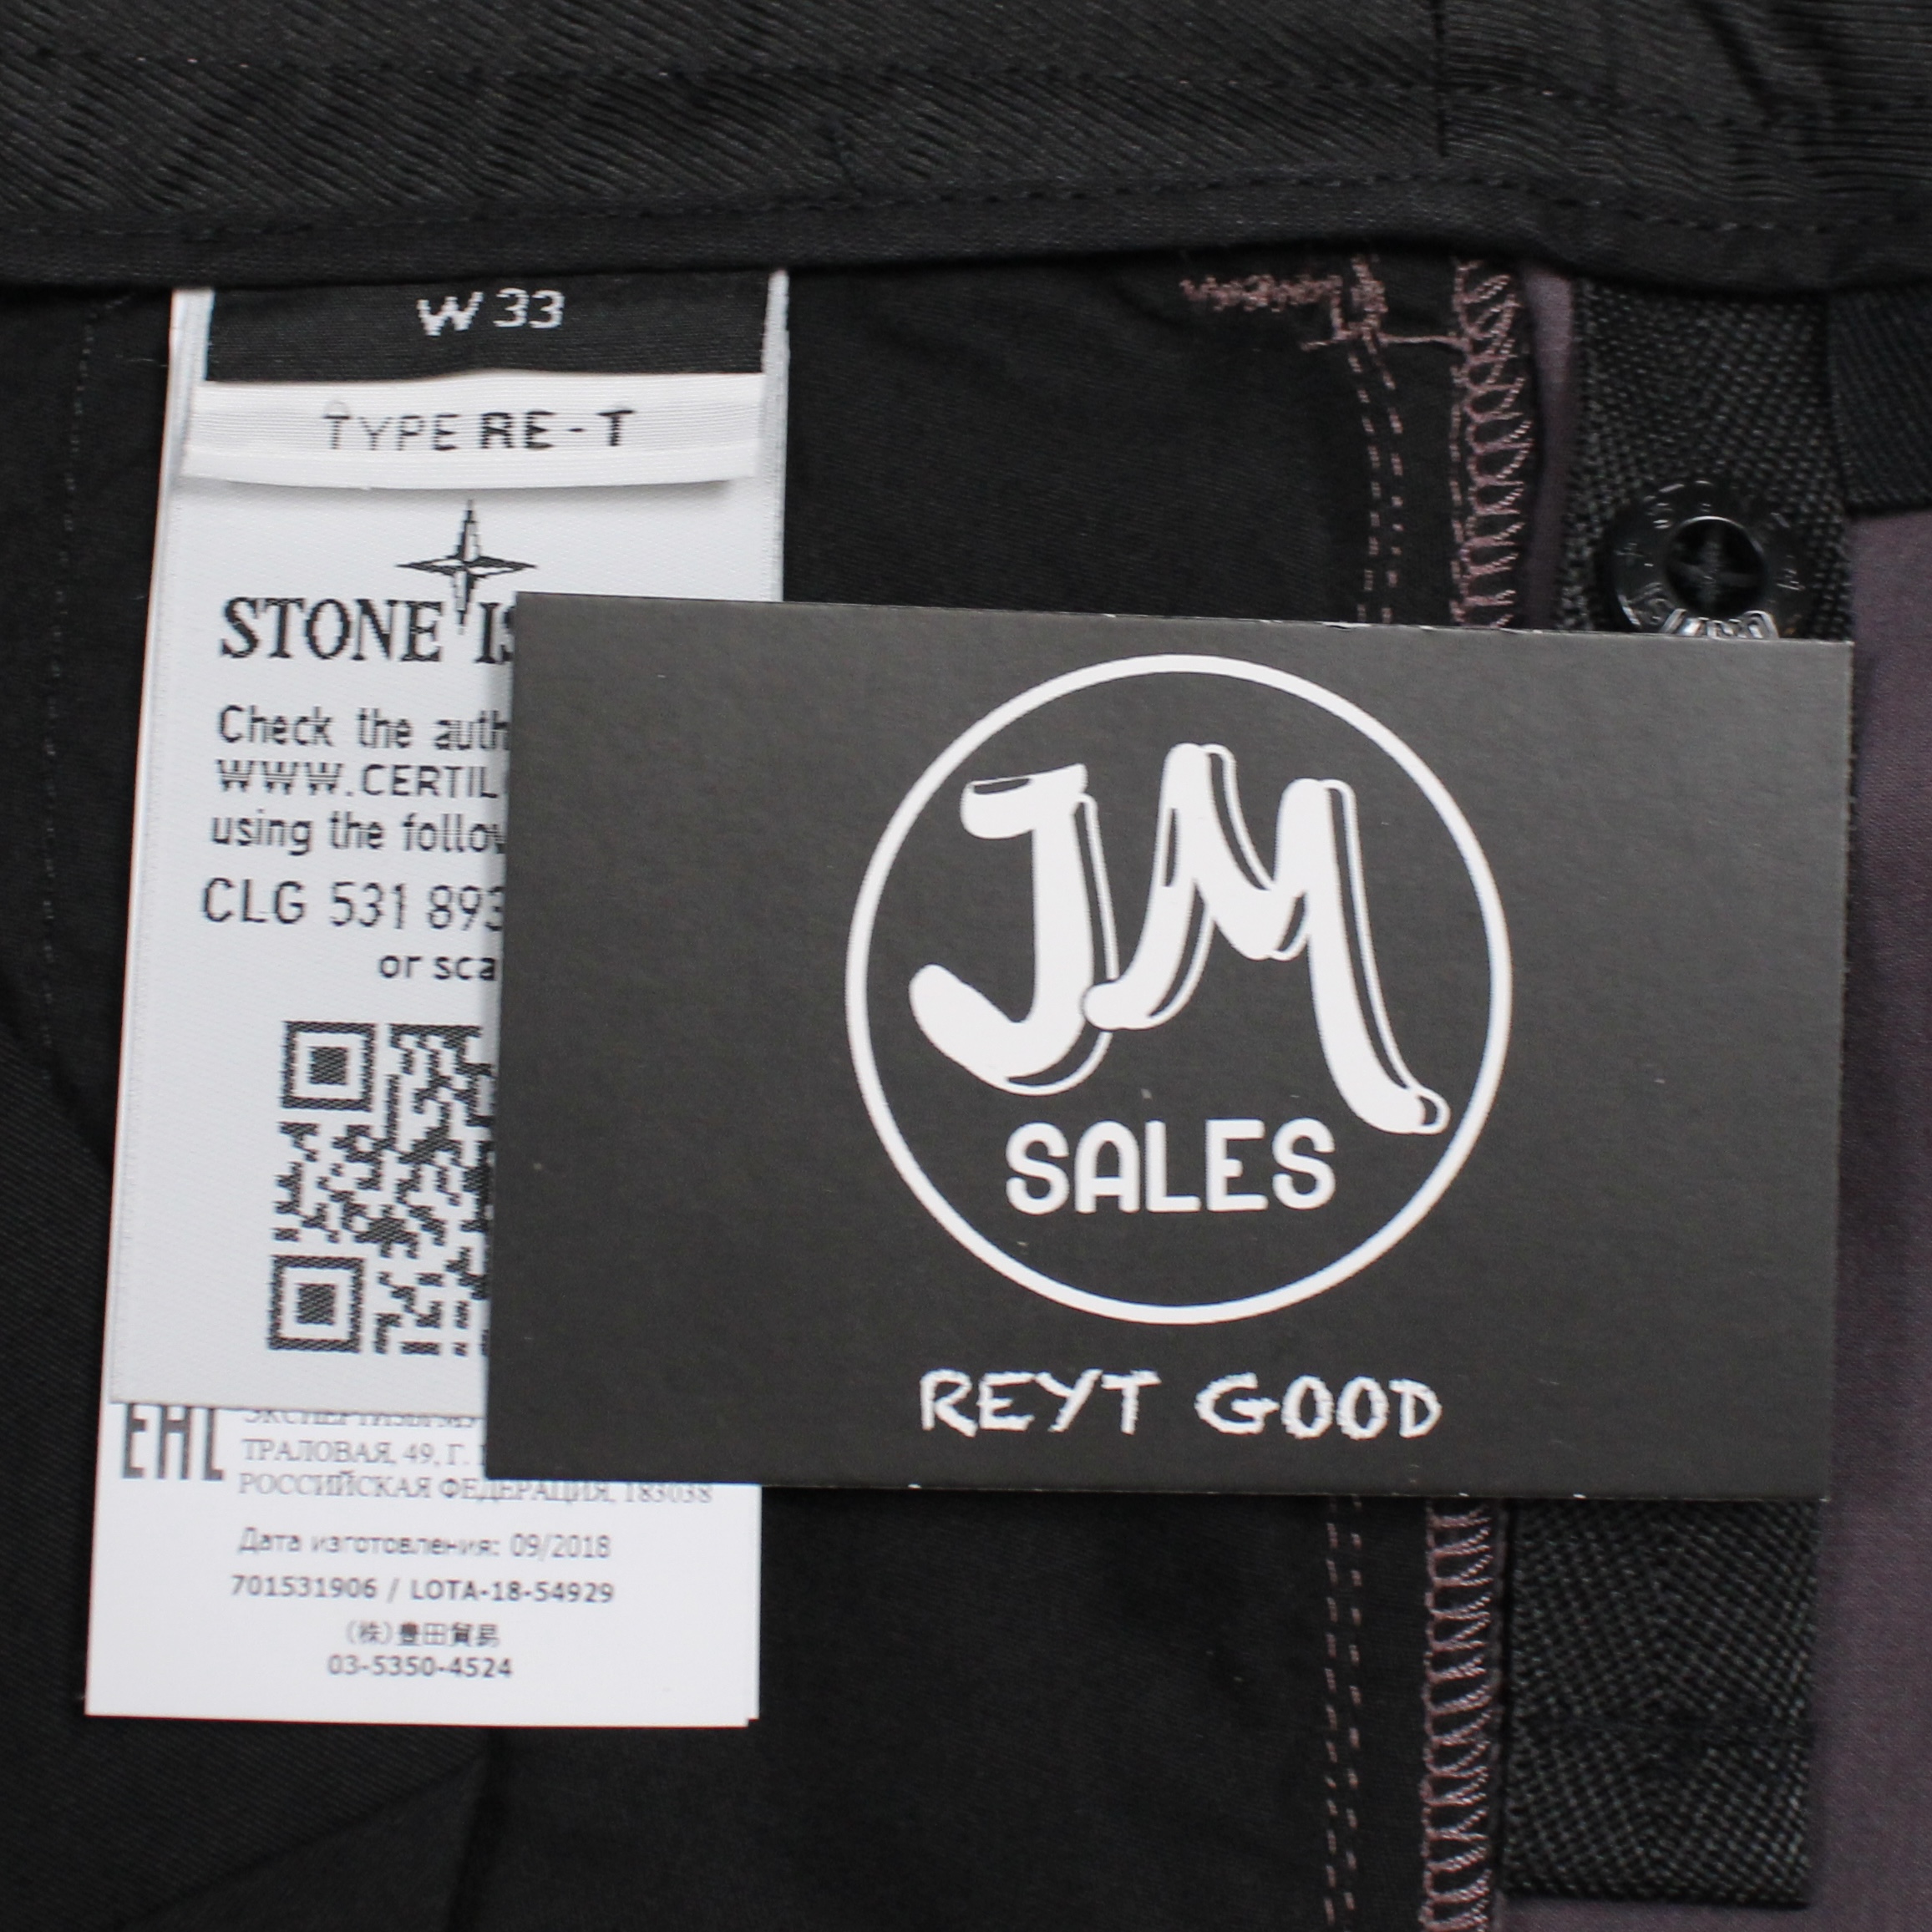 W 33
TYPE RE-T
STONE IS
Check the auth
WWW.CERTIL
using the follow
CLG 531 893
or sca
EAC
ТРАЛОВАЯ, 49, Г.
РОССИЙСКАЯ ФЕДЕРАЦИЯ, 183038
Дата изготовления: 09/2018
701531906 / LOTA-18-54929
(株)豊田貿易
03-5350-4524
JM
SALES
REYT GOOD